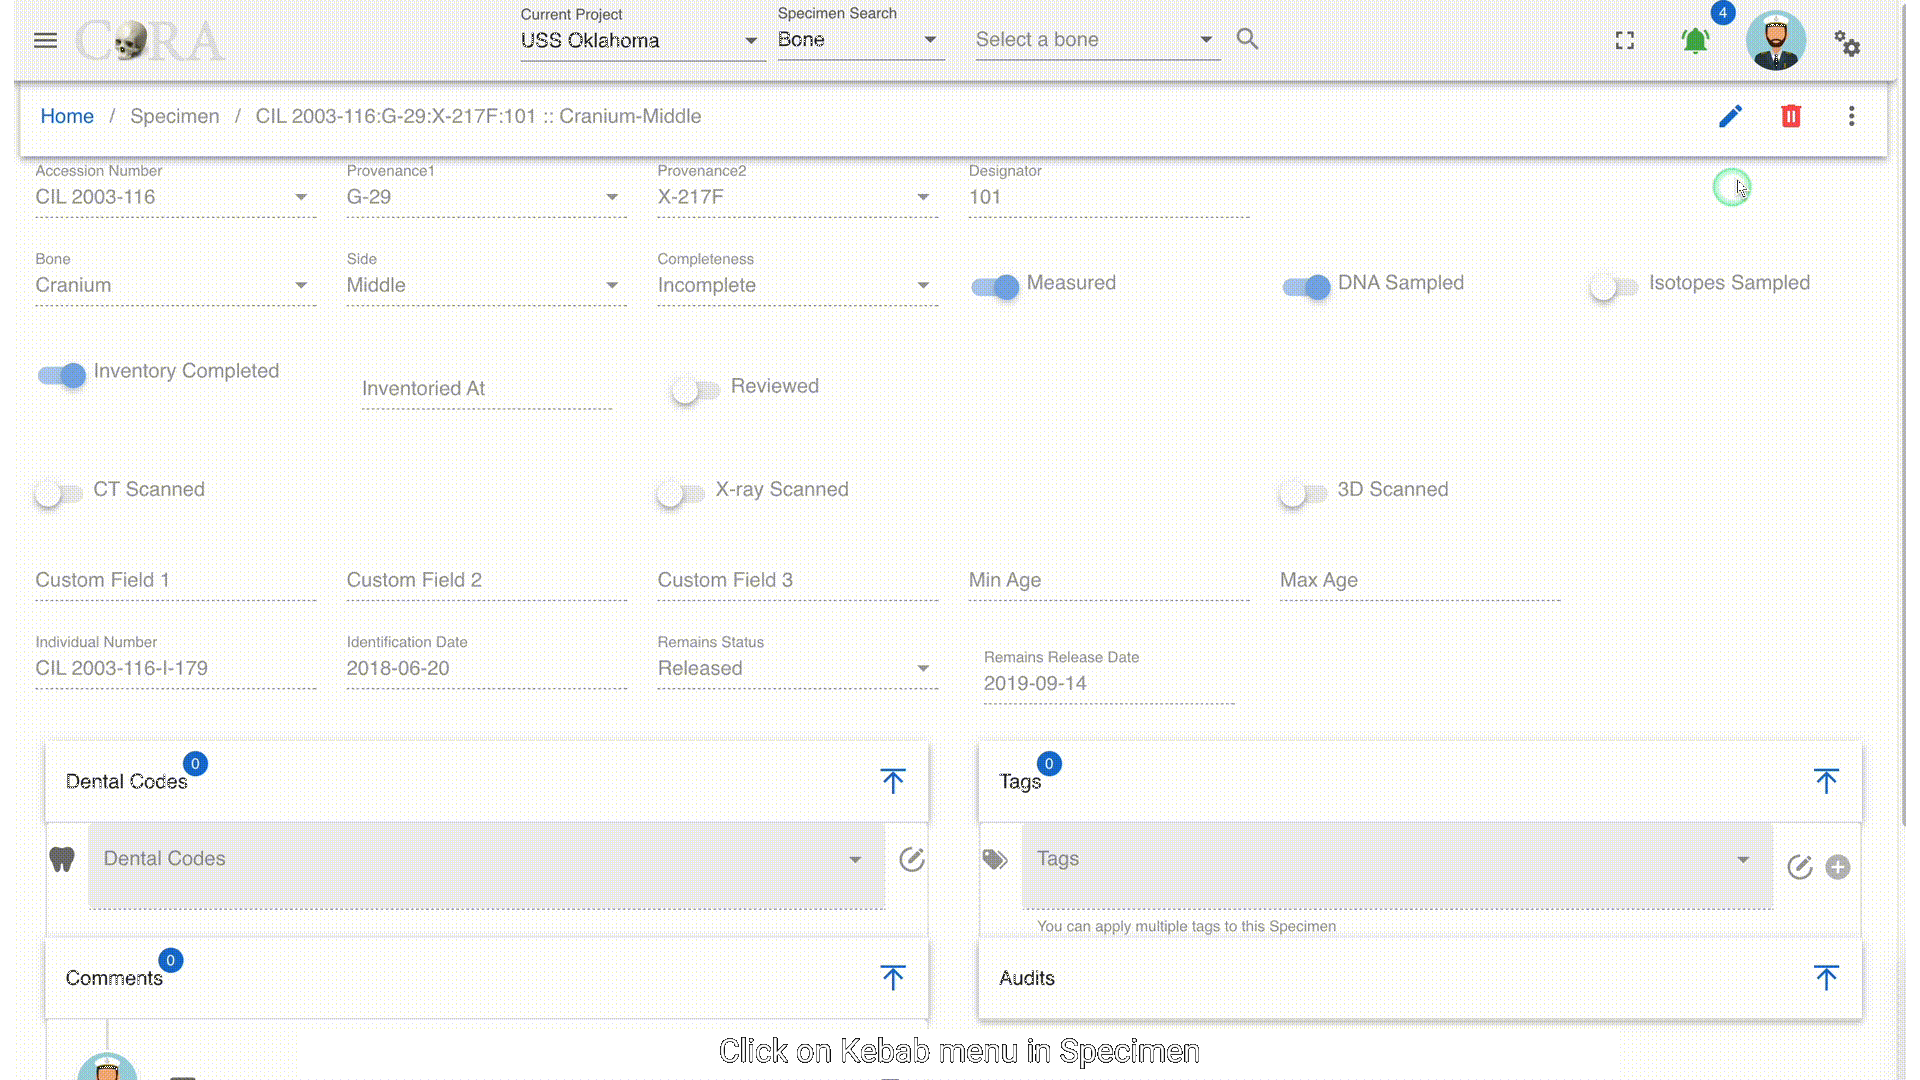 CORA
Current Project
USS Oklahoma
Specimen Search
Bone
Select a bone
4
Home / Specimen / CIL 2003-116:G-29:X-217F:101 :: Cranium-Middle
Accession Number
CIL 2003-116
Provenance1
G-29
Provenance2
X-217F
Designator
101
Bone
Cranium
Side
Middle
Completeness
Incomplete
Measured
DNA Sampled
Isotopes Sampled
Inventory Completed
Inventoried At
Reviewed
CT Scanned
X-ray Scanned
3D Scanned
Custom Field 1
Custom Field 2
Custom Field 3
Min Age
Max Age
Individual Number
CIL 2003-116-I-179
Identification Date
2018-06-20
Remains Status
Released
Remains Release Date
2019-09-14
Dental Codes
0
Tags
0
Dental Codes
Tags
You can apply multiple tags to this Specimen
Comments
0
Audits
Click on Kebab menu in Specimen